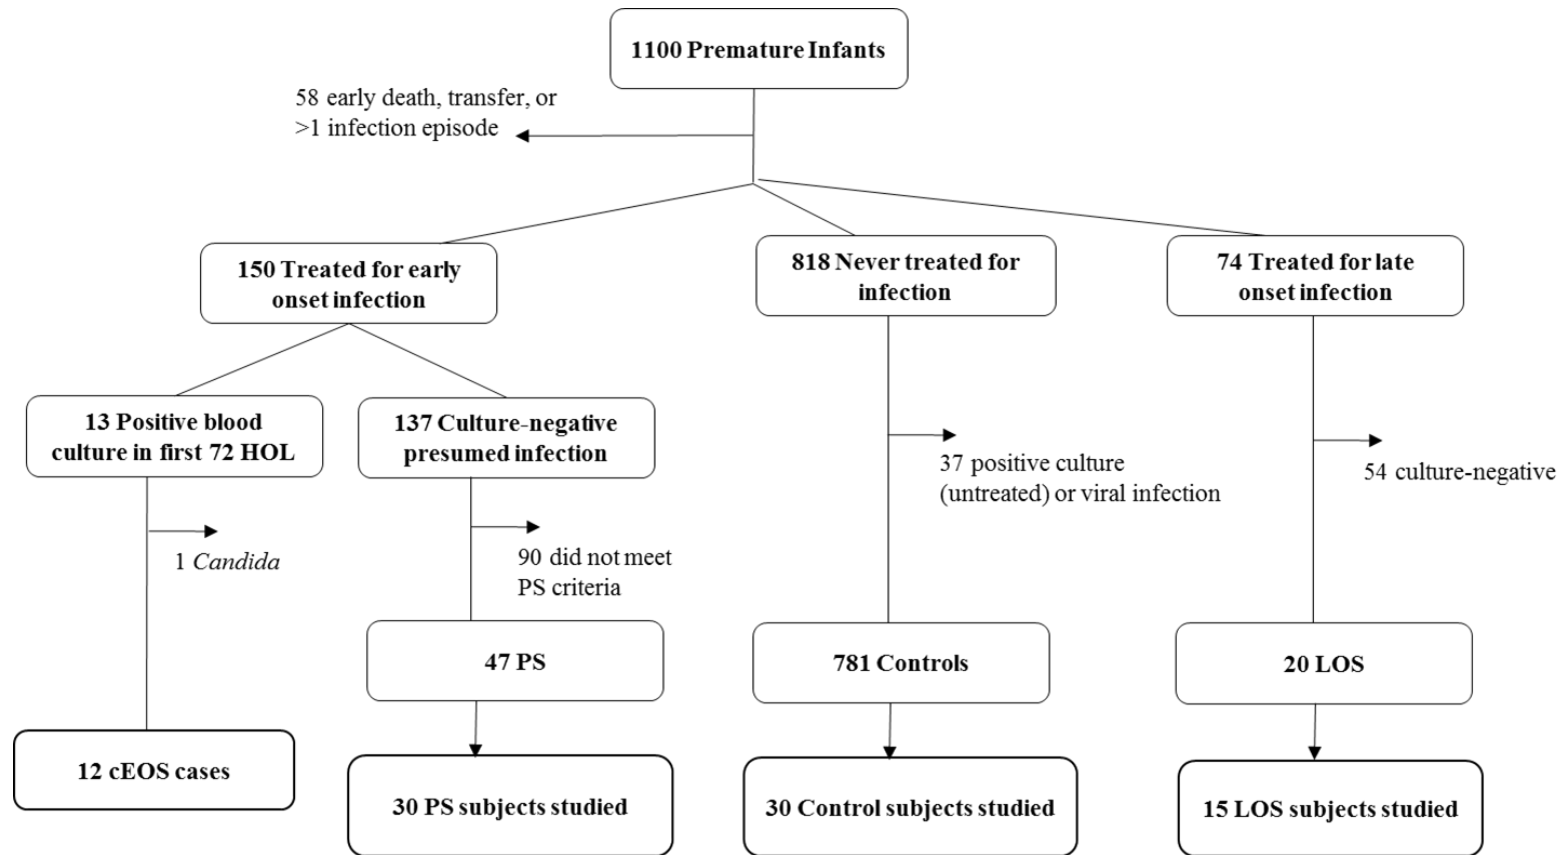 1100 Premature Infants
58 early death, transfer, or
>1 infection episode
150 Treated for early
onset infection
818 Never treated for
infection
74 Treated for late
onset infection
13 Positive blood
culture in first 72 HOL
137 Culture-negative
presumed infection
37 positive culture
(untreated) or viral infection
54 culture-negative
1 Candida
90 did not meet
PS criteria
47 PS
781 Controls
20 LOS
12 cEOS cases
30 PS subjects studied
30 Control subjects studied
15 LOS subjects studied